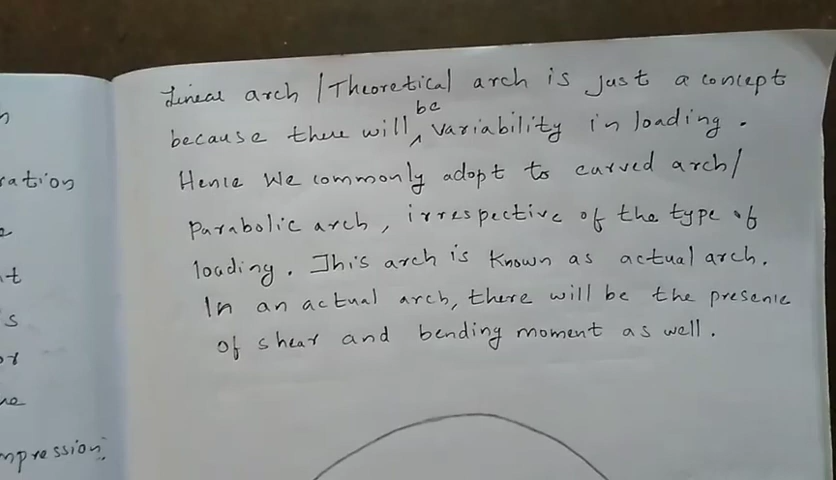 Linear arch / Theoretical arch is just a concept
because there will be variability in loading.
Hence We commonly adopt to curved arch /
parabolic arch, irrespective of the type of
loading. This arch is known as actual arch.
In an actual arch, there will be the presence
of shear and bending moment as well.
ration
mpression.